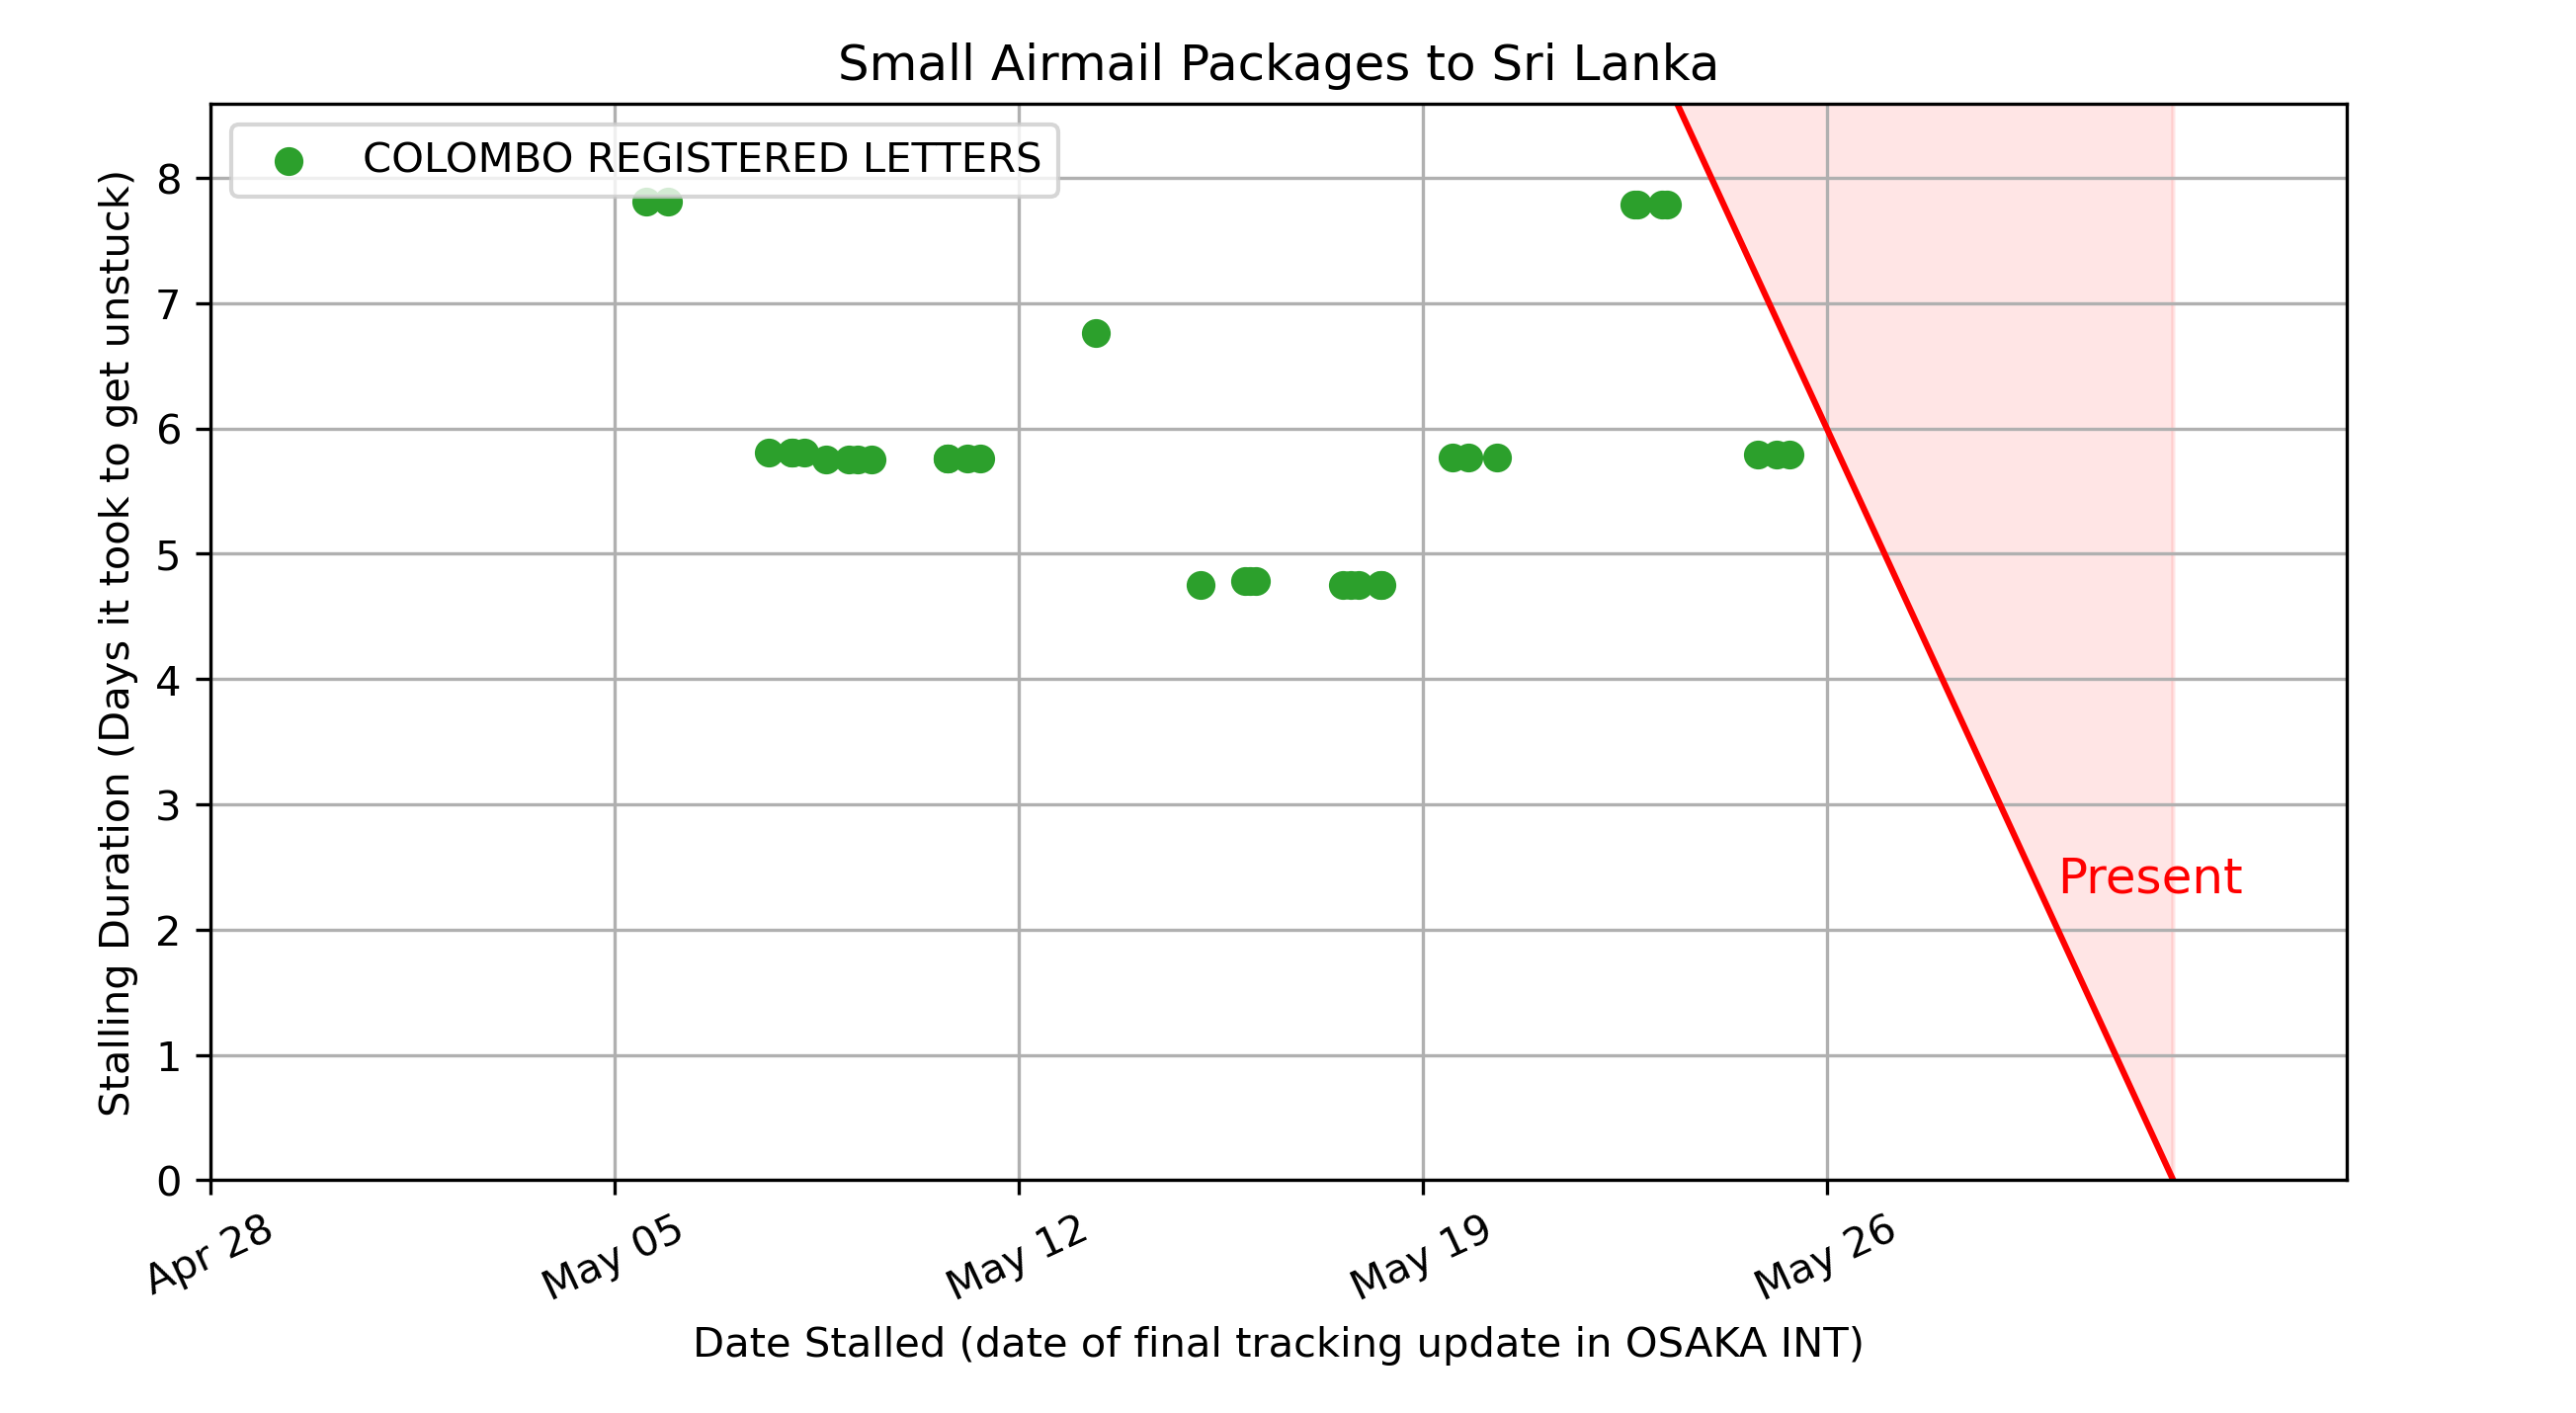 Small Airmail Packages to Sri Lanka
COLOMBO REGISTERED LETTERS
Stalling Duration (Days it took to get unstuck)
8
7
6
5
4
3
2
1
0
Present
Apr 28
May 05
May 12
May 19
May 26
Date Stalled (date of final tracking update in OSAKA INT)